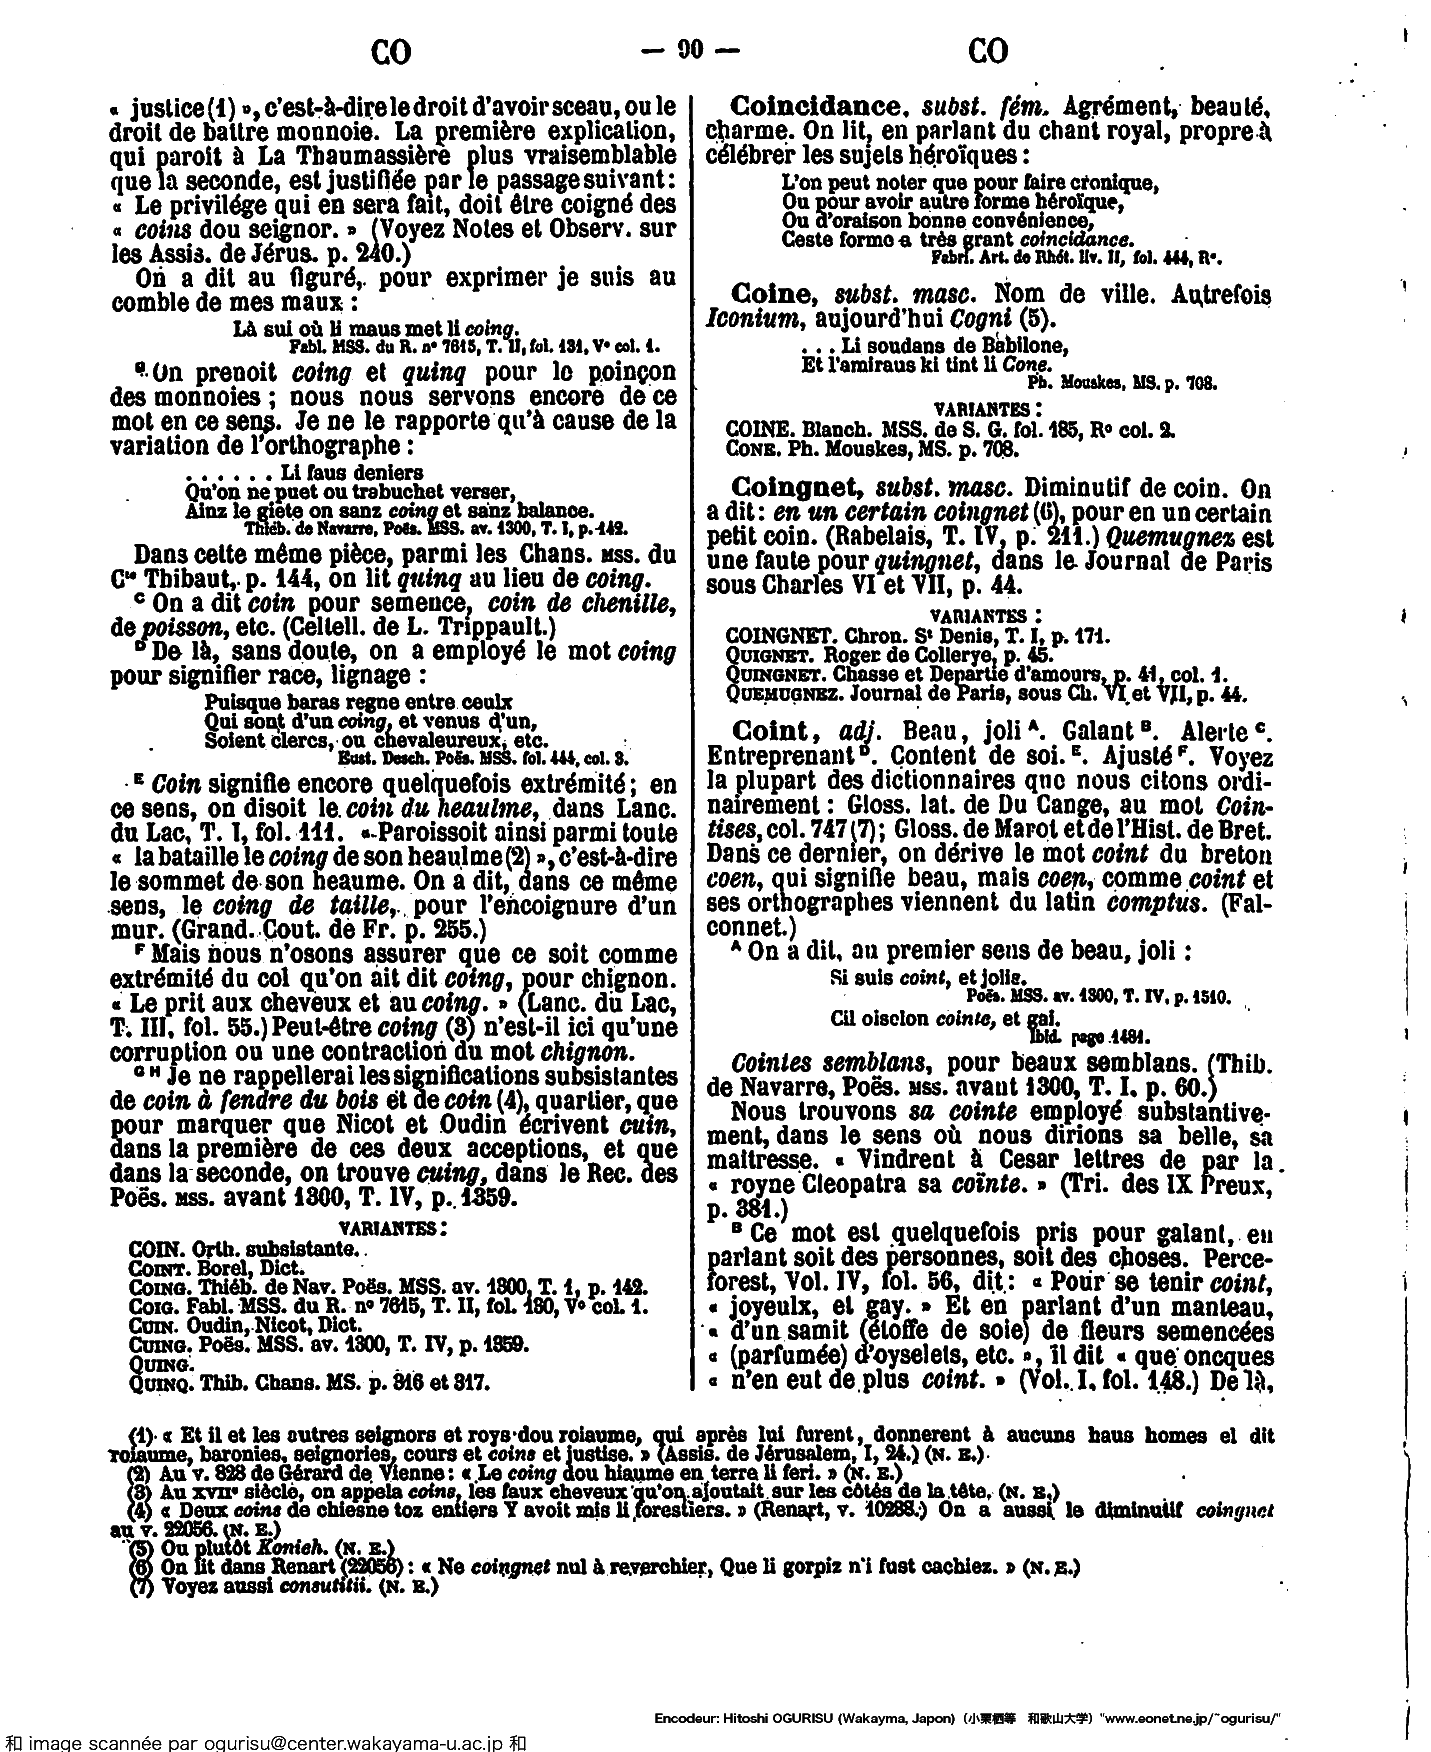 CO — 90 — CO
« justice (1) », c'est-à-dire le droit d'avoir sceau, ou le
droit de battre monnoie. La première explication,
qui paroit à La Thaumassière plus vraisemblable
que la seconde, est justifiée par le passage suivant :
« Le privilége qui en sera fait, doit être coigné des
« coins dou seignor. » (Voyez Notes et Observ. sur
les Assis. de Jérus. p. 240.)
On a dit au figuré, pour exprimer je suis au
comble de mes maux :
Là sui où li maus met li coing.
Fabl. MSS. du R. nº 7615, T. II, fol. 131, Vº col. 1.
B On prenoit coing et quinq pour le poinçon
des monnoies ; nous nous servons encore de ce
mot en ce sens. Je ne le rapporte qu'à cause de la
variation de l'orthographe :
. . . . . . Li faus deniers
Qu'on ne puet ou trabuchet verser,
Ainz le giete on sanz coing et sanz balance.
Thiéb. de Navarre, Poës. MSS. av. 1300, T. I, p. 142.
Dans cette même pièce, parmi les Chans. MSS. du
Cte Thibaut, p. 144, on lit quinq au lieu de coing.
C On a dit coin pour semence, coin de chenille,
de poisson, etc. (Celtell. de L. Trippault.)
D De là, sans doute, on a employé le mot coing
pour signifier race, lignage :
Puisque baras regne entre ceulx
Qui sont d'un coing, et venus d'un,
Soient clercs, ou chevaleureux, etc.
Eust. Desch. Poës. MSS. fol. 444, col. 3.
E Coin signifie encore quelquefois extrémité ; en
ce sens, on disoit le coin du heaulme, dans Lanc.
du Lac, T. I, fol. 111. « Paroissoit ainsi parmi toute
« la bataille le coing de son heaulme (2) », c'est-à-dire
le sommet de son heaume. On a dit, dans ce même
sens, le coing de taille, pour l'encoignure d'un
mur. (Grand. Cout. de Fr. p. 255.)
F Mais nous n'osons assurer que ce soit comme
extrémité du col qu'on ait dit coing, pour chignon.
« Le prit aux cheveux et au coing. » (Lanc. du Lac,
T. III, fol. 55.) Peut-être coing (3) n'est-il ici qu'une
corruption ou une contraction du mot chignon.
G H Je ne rappellerai les significations subsistantes
de coin à fendre du bois et de coin (4), quartier, que
pour marquer que Nicot et Oudin écrivent cuin,
dans la première de ces deux acceptions, et que
dans la seconde, on trouve cuing, dans le Rec. des
Poës. MSS. avant 1300, T. IV, p. 1359.
VARIANTES :
COIN. Orth. subsistante.
COINT. Borel, Dict.
COING. Thiéb. de Nav. Poës. MSS. av. 1300, T. 1, p. 142.
COIG. Fabl. MSS. du R. nº 7615, T. II, fol. 180, Vº col. 1.
CUIN. Oudin, Nicot, Dict.
CUING. Poës. MSS. av. 1300, T. IV, p. 1359.
QUING.
QUINQ. Thib. Chans. MS. p. 316 et 317.
Coincidance, subst. fém. Agrément, beauté,
charme. On lit, en parlant du chant royal, propre à
célébrer les sujets héroïques :
L'on peut noter que pour faire cronique,
Ou pour avoir autre forme héroïque,
Ou d'oraison bonne convénience,
Ceste forme a très grant coincidance.
Fabri. Art. de Rhét. liv. II, fol. 444, Rº.
Coine, subst. masc. Nom de ville. Autrefois
Iconium, aujourd'hui Cogni (5).
. . . Li soudans de Babilone,
Et l'amiraus ki tint li Cone.
Ph. Mouskes, MS. p. 708.
VARIANTES :
COINE. Blanch. MSS. de S. G. fol. 185, Rº col. 2.
CONE. Ph. Mouskes, MS. p. 708.
Coingnet, subst. masc. Diminutif de coin. On
a dit : en un certain coingnet (6), pour en un certain
petit coin. (Rabelais, T. IV, p. 211.) Quemugnez est
une faute pour quingnet, dans le Journal de Paris
sous Charles VI et VII, p. 44.
VARIANTES :
COINGNET. Chron. St Denis, T. I, p. 171.
QUIGNET. Roger de Collerye, p. 45.
QUINGNET. Chasse et Departie d'amours, p. 41, col. 1.
QUEMUGNEZ. Journal de Paris, sous Ch. VI et VII, p. 44.
Coint, adj. Beau, joli A. Galant B. Alerte C.
Entreprenant D. Content de soi. E. Ajusté F. Voyez
la plupart des dictionnaires que nous citons ordi-
nairement : Gloss. lat. de Du Cange, au mot Coin-
tises, col. 747 (7) ; Gloss. de Marot et de l'Hist. de Bret.
Dans ce dernier, on dérive le mot coint du breton
coen, qui signifie beau, mais coen, comme coint et
ses orthographes viennent du latin comptus. (Fal-
connet.)
A On a dit, au premier sens de beau, joli :
Si suis coint, et jolis.
Poës. MSS. av. 1300, T. IV, p. 1510.
Cil oiselon cointe, et gai.
Ibid. page 1481.
Cointes semblans, pour beaux semblans. (Thib.
de Navarre, Poës. MSS. avant 1300, T. I, p. 60.)
Nous trouvons sa cointe employé substantive-
ment, dans le sens où nous dirions sa belle, sa
maitresse. « Vindrent à Cesar lettres de par la
« royne Cleopatra sa cointe. » (Tri. des IX Preux,
p. 381.)
B Ce mot est quelquefois pris pour galant, en
parlant soit des personnes, soit des choses. Perce-
forest, Vol. IV, fol. 56, dit : « Pour se tenir coint,
« joyeulx, et gay. » Et en parlant d'un manteau,
« d'un samit (étoffe de soie) de fleurs semencées
« (parfumée) d'oyselets, etc. », il dit « que oncques
« n'en eut de plus coint. » (Vol. I, fol. 148.) De là,
(1) « Et il et les autres seignors et roys dou roiaume, qui après lui furent, donnerent à aucuns haus homes el dit
roiaume, baronies, seignories, cours et coins et justise. » (Assis. de Jérusalem, I, 24.) (N. E.)
(2) Au v. 828 de Gérard de Vienne : « Le coing dou hiaume en terre li feri. » (N. E.)
(3) Au XVIIe siècle, on appela coins, les faux cheveux qu'on ajoutait sur les côtés de la tête. (N. E.)
(4) « Deux coins de chiesne toz entiers Y avoit mis li forestiers. » (Renart, v. 10288.) On a aussi le diminutif coingnet
au v. 22056. (N. E.)
(5) Ou plutôt Konieh. (N. E.)
(6) On lit dans Renart (22056) : « Ne coingnet nul à reverchier, Que li gorpiz n'i fust cachiez. » (N. E.)
(7) Voyez aussi consutitii. (N. E.)
Encodeur: Hitoshi OGURISU (Wakayma, Japon) (小栗栖等 和歌山大学) "www.eonet.ne.jp/~ogurisu/"
和 image scannée par ogurisu@center.wakayama-u.ac.jp 和